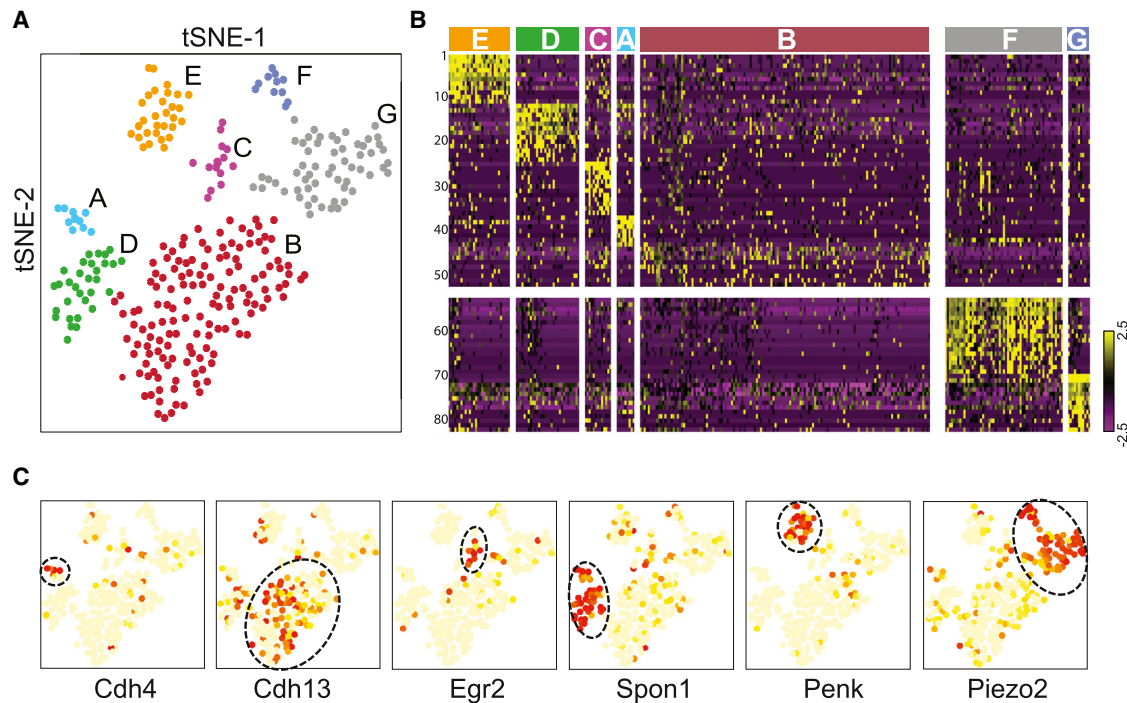 A
tSNE-1
tSNE-2
E
F
G
C
A
D
B
B
E D C A B F G
1
10
20
30
40
50
60
70
80
2.5
-2.5
C
Cdh4 Cdh13 Egr2 Spon1 Penk Piezo2